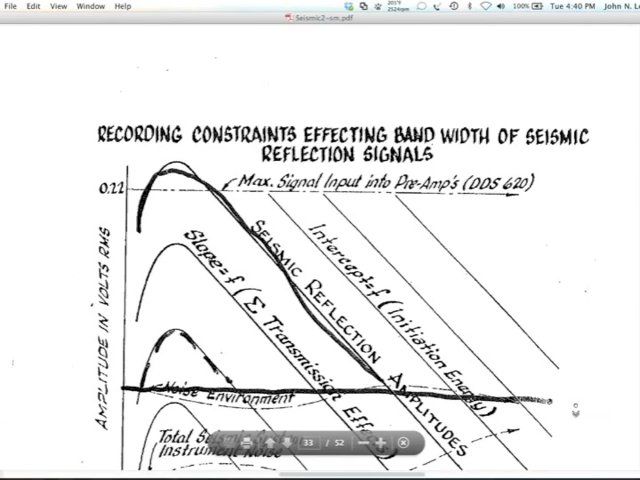 File Edit View Window Help
100%
Tue 4:40 PM John N. Le
Seismic2-sm.pdf
RECORDING CONSTRAINTS EFFECTING BAND WIDTH OF SEISMIC
REFLECTION SIGNALS
0.22
Max. Signal Input into Pre-Amp's (DDS 620)
AMPLITUDE IN VOLTS RMS
SEISMIC REFLECTION AMPLITUDES
Intercept=f (Initiation Energy)
Slope=f (Σ Transmission Eff
Noise Environment
Total Seis
Instrument Noise
33 / 52